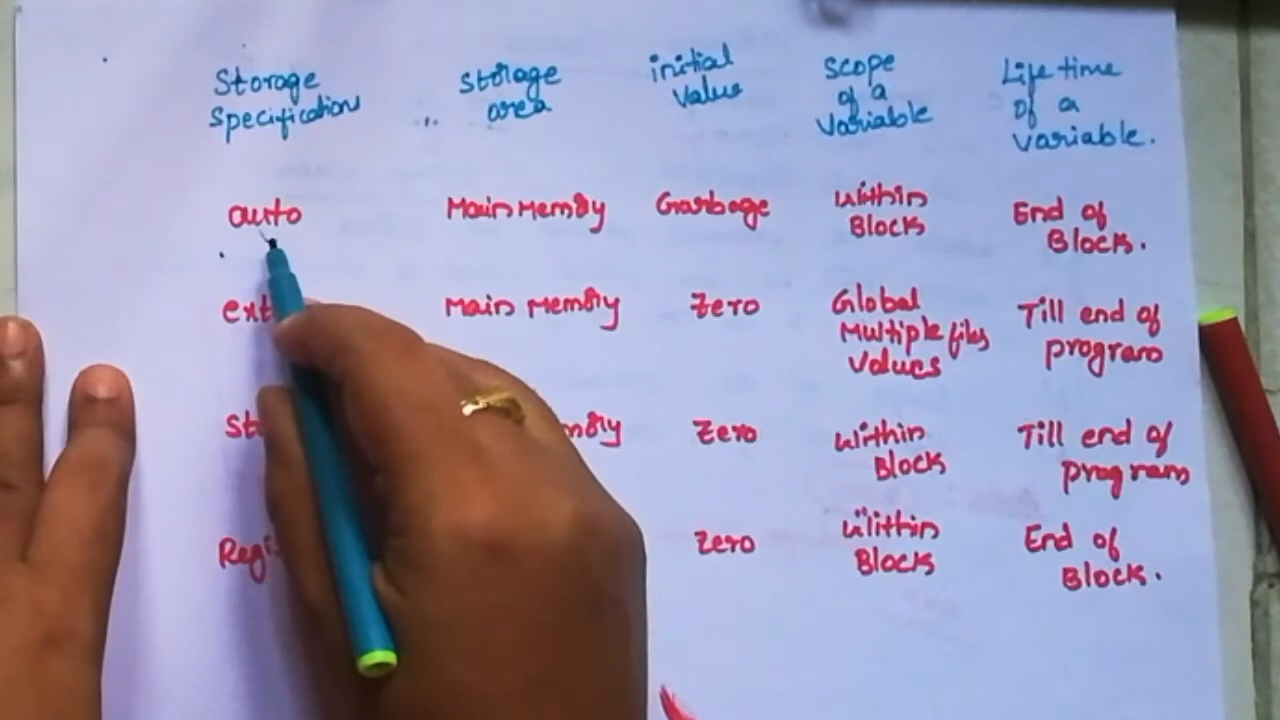 Storage Specification
Storage area
initial Value
Scope of a Variable
Life time of a variable.
auto Main Memory Garbage within Block End of Block.
Main Memory Zero Global Multiple files Values Till end of program
Zero within Block Till end of program
Zero within Block End of Block.